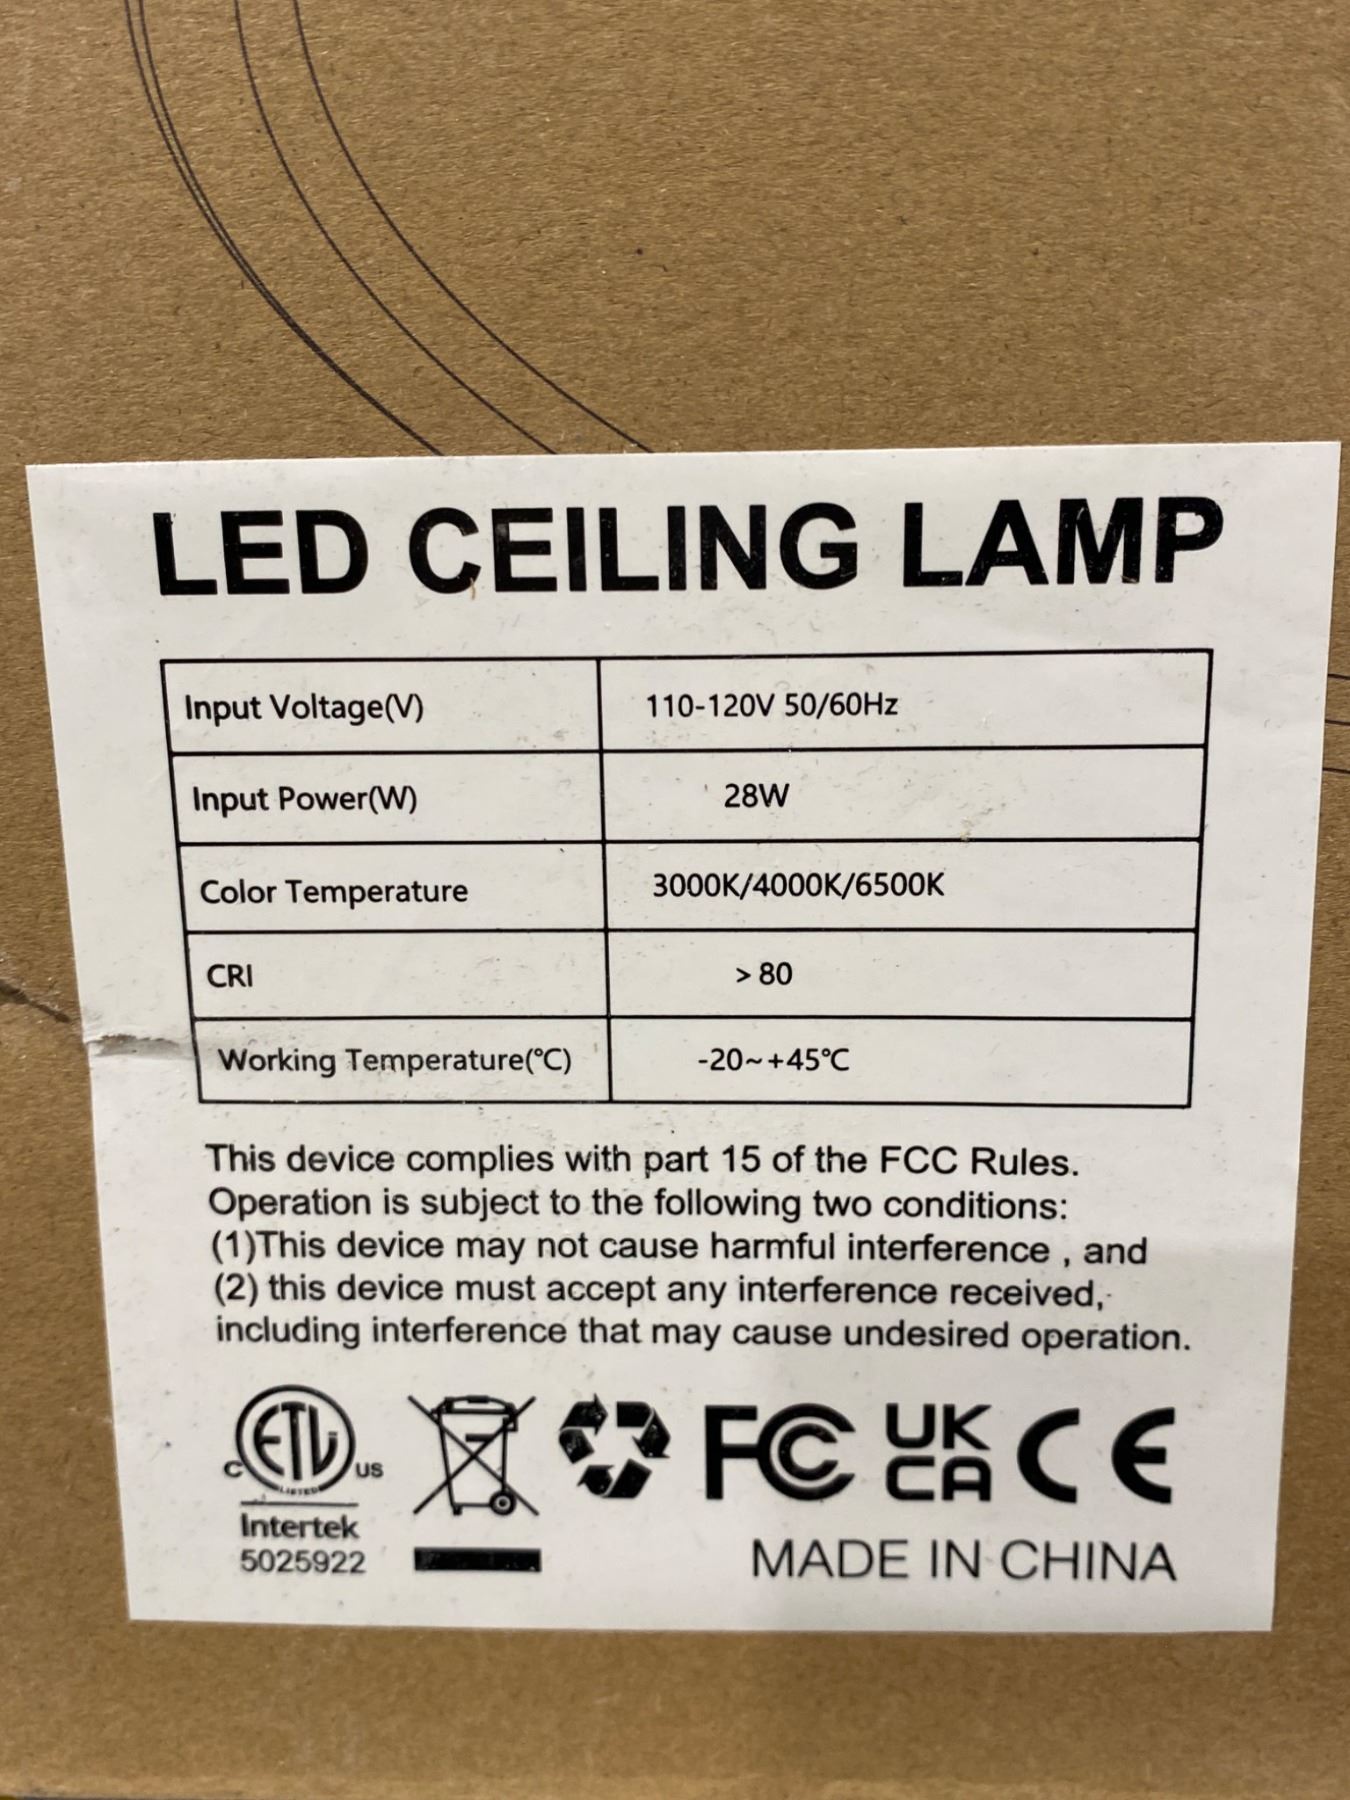 LED CEILING LAMP
Input Voltage(V) 110-120V 50/60Hz
Input Power(W) 28W
Color Temperature 3000K/4000K/6500K
CRI > 80
Working Temperature(℃) -20~+45℃
This device complies with part 15 of the FCC Rules.
Operation is subject to the following two conditions:
(1)This device may not cause harmful interference , and
(2) this device must accept any interference received,
including interference that may cause undesired operation.
C ETL US
LISTED
Intertek
5025922
FC
UK
CA
CE
MADE IN CHINA